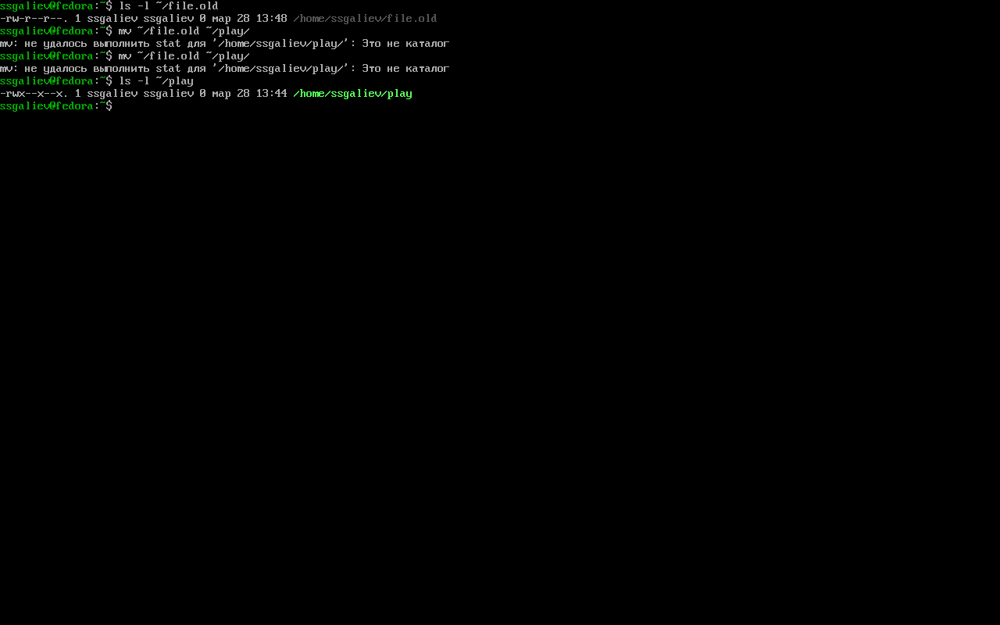 ssgaliev@fedora:~$ ls -l ~/file.old
-rw-r--r--. 1 ssgaliev ssgaliev 0 мар 28 13:48 /home/ssgaliev/file.old
ssgaliev@fedora:~$ mv ~/file.old ~/play/
mv: не удалось выполнить stat для '/home/ssgaliev/play/': Это не каталог
ssgaliev@fedora:~$ mv ~/file.old ~/play/
mv: не удалось выполнить stat для '/home/ssgaliev/play/': Это не каталог
ssgaliev@fedora:~$ ls -l ~/play
-rwx--x--x. 1 ssgaliev ssgaliev 0 мар 28 13:44 /home/ssgaliev/play
ssgaliev@fedora:~$